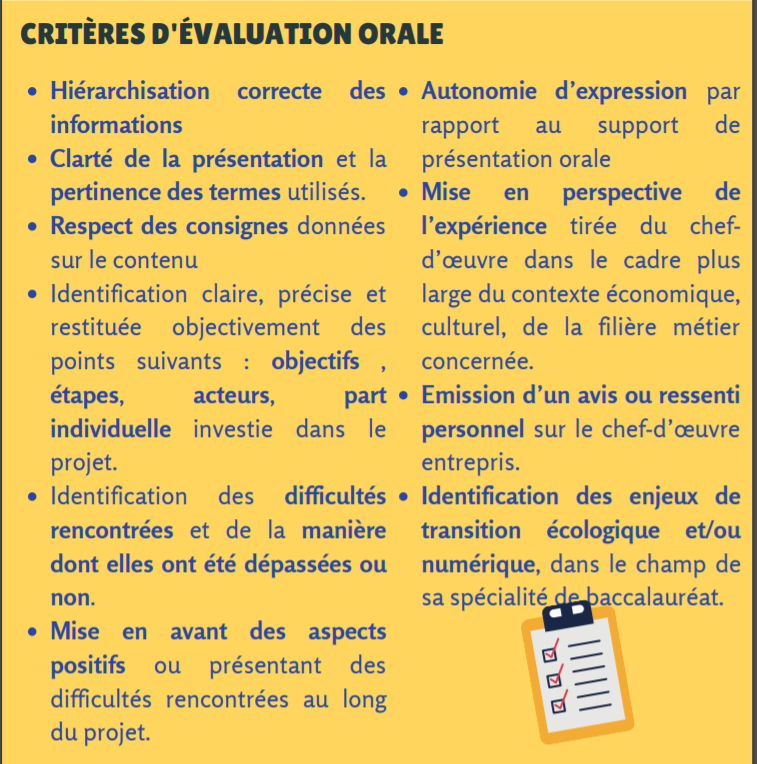 CRITÈRES D'ÉVALUATION ORALE
• Hiérarchisation correcte des
informations
• Clarté de la présentation et la
pertinence des termes utilisés.
• Respect des consignes données
sur le contenu
• Identification claire, précise et
restituée objectivement des
points suivants : objectifs ,
étapes, acteurs, part
individuelle investie dans le
projet.
• Identification des difficultés
rencontrées et de la manière
dont elles ont été dépassées ou
non.
• Mise en avant des aspects
positifs ou présentant des
difficultés rencontrées au long
du projet.
• Autonomie d’expression par
rapport au support de
présentation orale
• Mise en perspective de
l’expérience tirée du chef-
d’œuvre dans le cadre plus
large du contexte économique,
culturel, de la filière métier
concernée.
• Emission d’un avis ou ressenti
personnel sur le chef-d’œuvre
entrepris.
• Identification des enjeux de
transition écologique et/ou
numérique, dans le champ de
sa spécialité de baccalauréat.